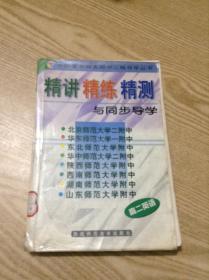 精讲 精练 精测
与同步导学
北京师范大学二附中
华东师范大学一附中
东北师范大学附中
华中师范大学一附中
陕西师范大学附中
西南师范大学附中
湖南师范大学附中
山东师范大学附中
高二英语